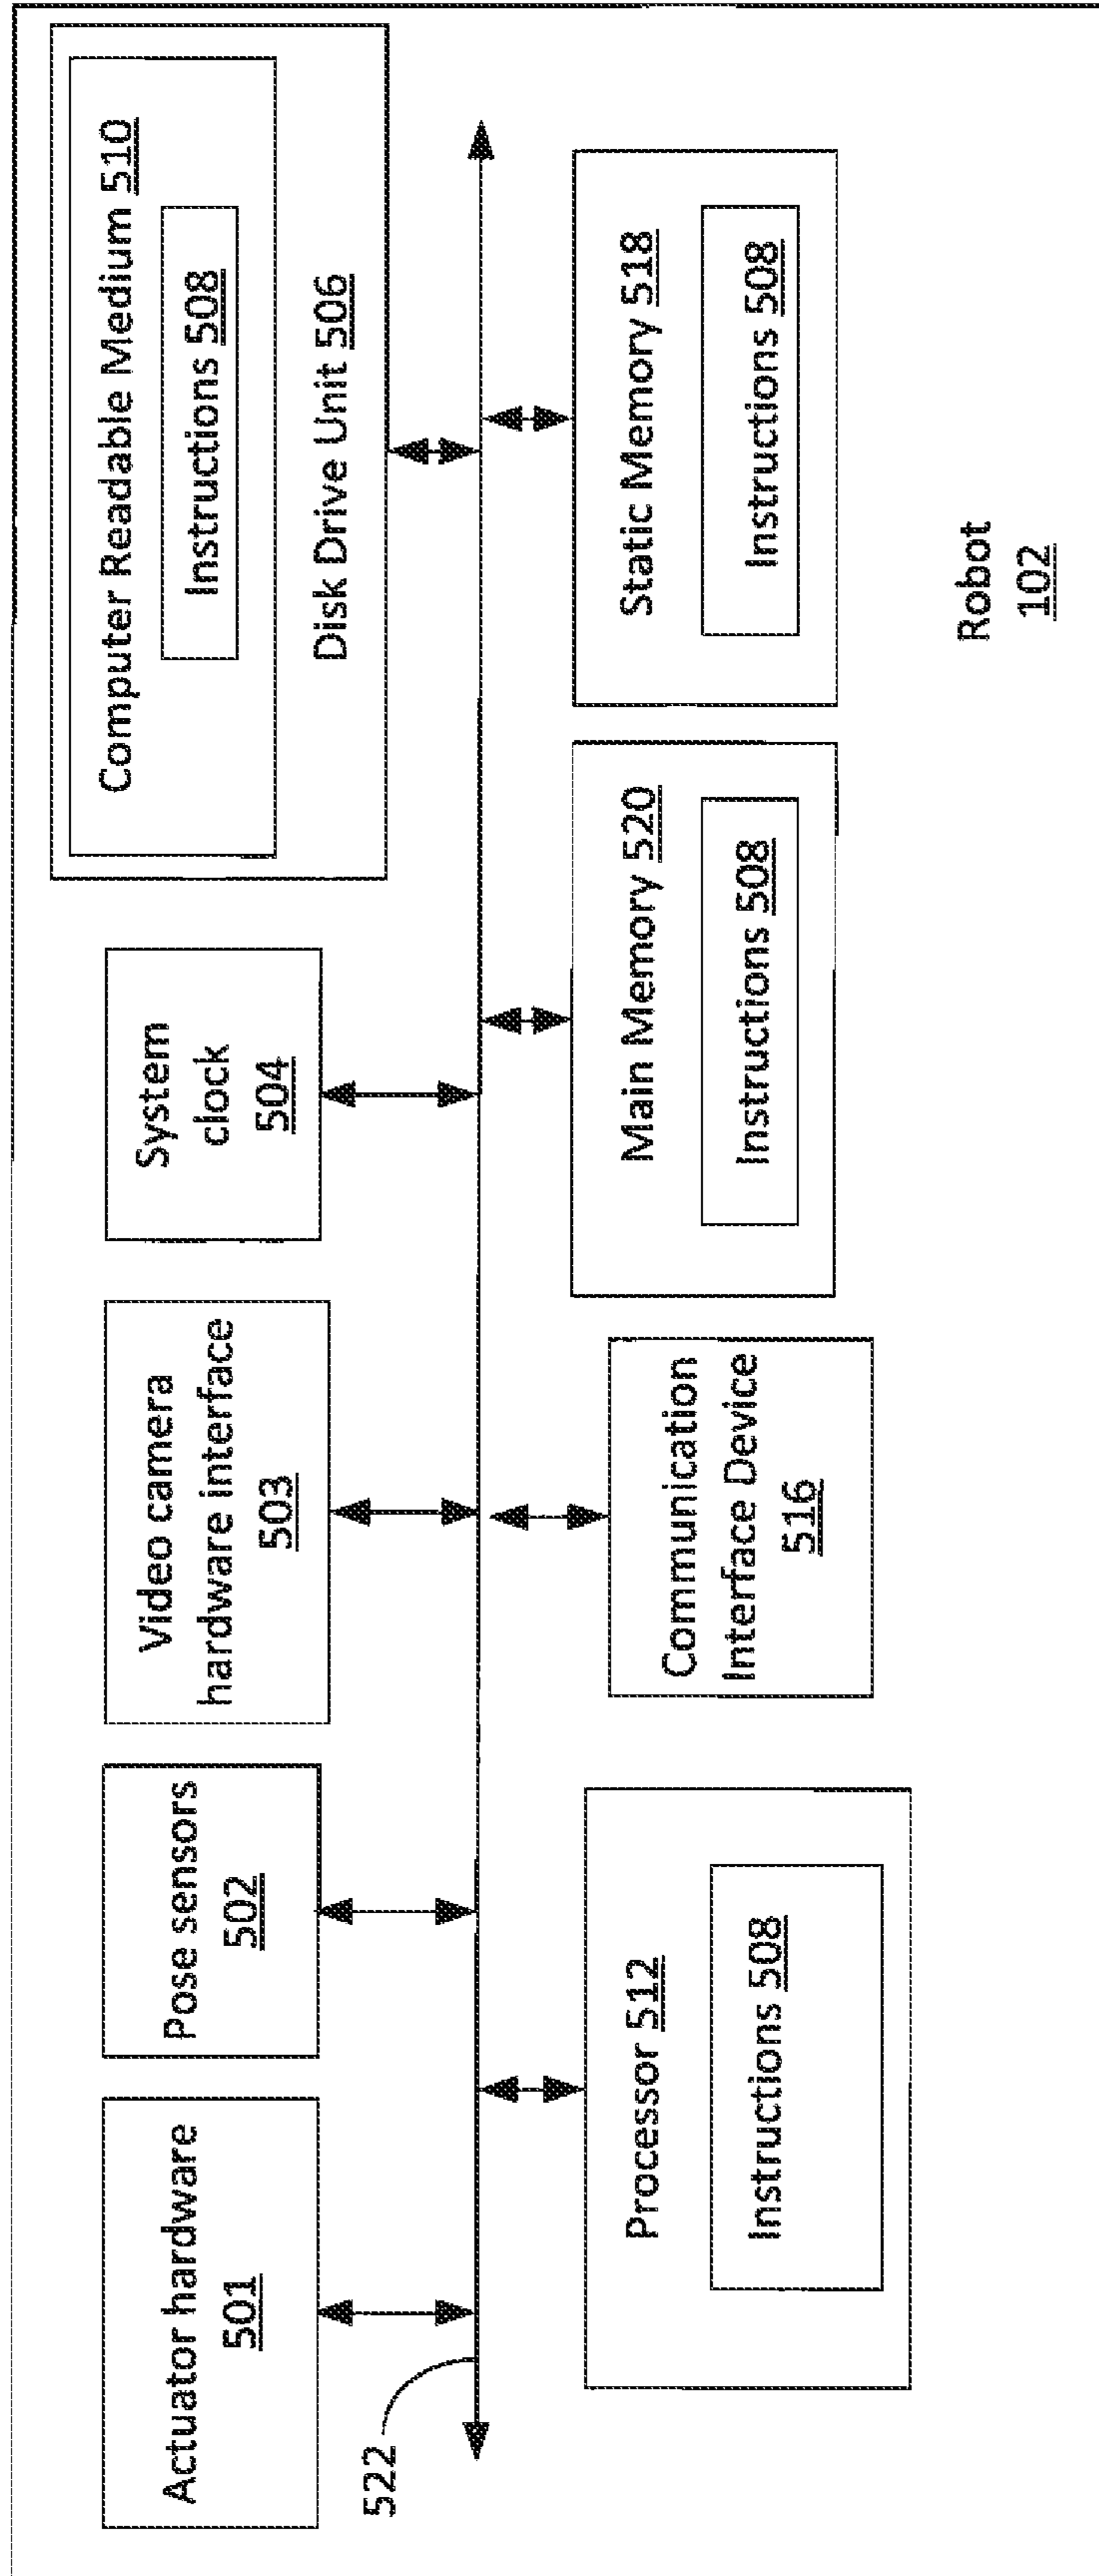 Actuator hardware
501
Pose sensors
502
Video camera
hardware interface
503
System
clock
504
Computer Readable Medium 510
Instructions 508
Disk Drive Unit 506
522
Processor 512
Instructions 508
Communication
Interface Device
516
Main Memory 520
Instructions 508
Static Memory 518
Instructions 508
Robot
102